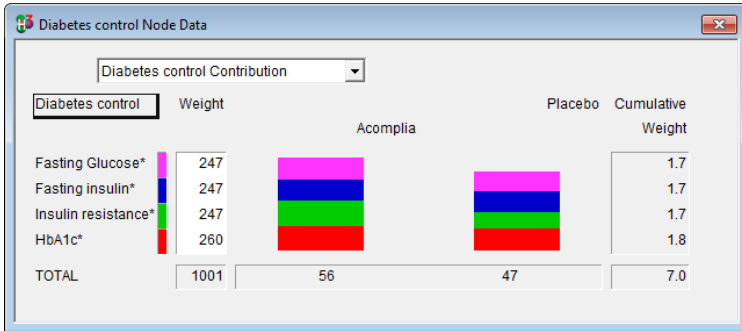 Diabetes control Node Data
Diabetes control Contribution
Diabetes control Weight Placebo Cumulative
Acomplia Weight
Fasting Glucose* 247 1.7
Fasting insulin* 247 1.7
Insulin resistance* 247 1.7
HbA1c* 260 1.8
TOTAL 1001 56 47 7.0